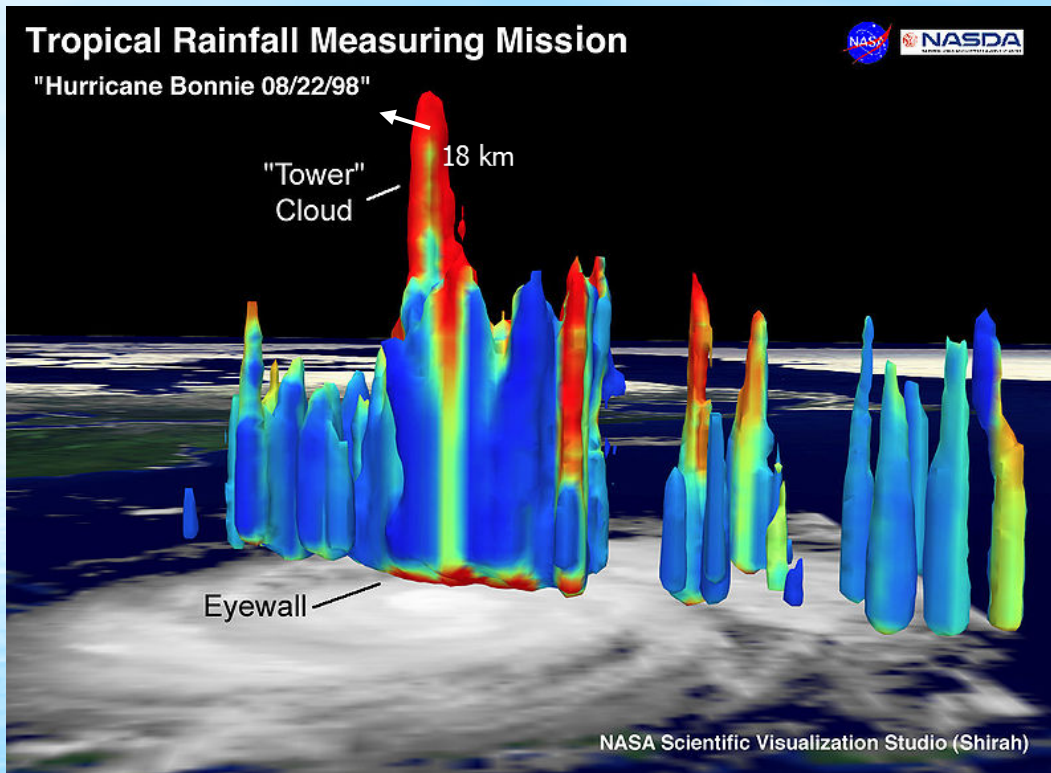 Tropical Rainfall Measuring Mission
NASA
NASDA
"Hurricane Bonnie 08/22/98"
18 km
"Tower"
Cloud
Eyewall
NASA Scientific Visualization Studio (Shirah)